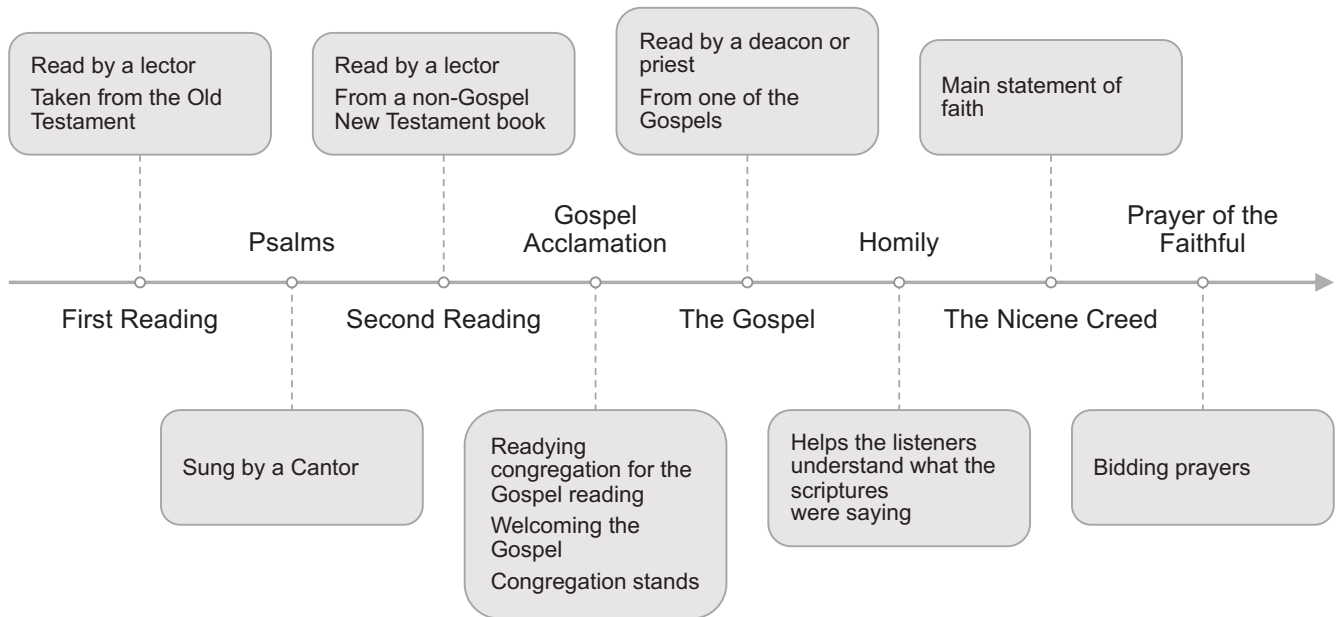 Read by a lector
Taken from the Old
Testament
Read by a lector
From a non-Gospel
New Testament book
Read by a deacon or
priest
From one of the
Gospels
Main statement of
faith
Psalms
Gospel
Acclamation
Homily
Prayer of the
Faithful
First Reading
Second Reading
The Gospel
The Nicene Creed
Sung by a Cantor
Readying
congregation for the
Gospel reading
Welcoming the
Gospel
Congregation stands
Helps the listeners
understand what the
scriptures
were saying
Bidding prayers